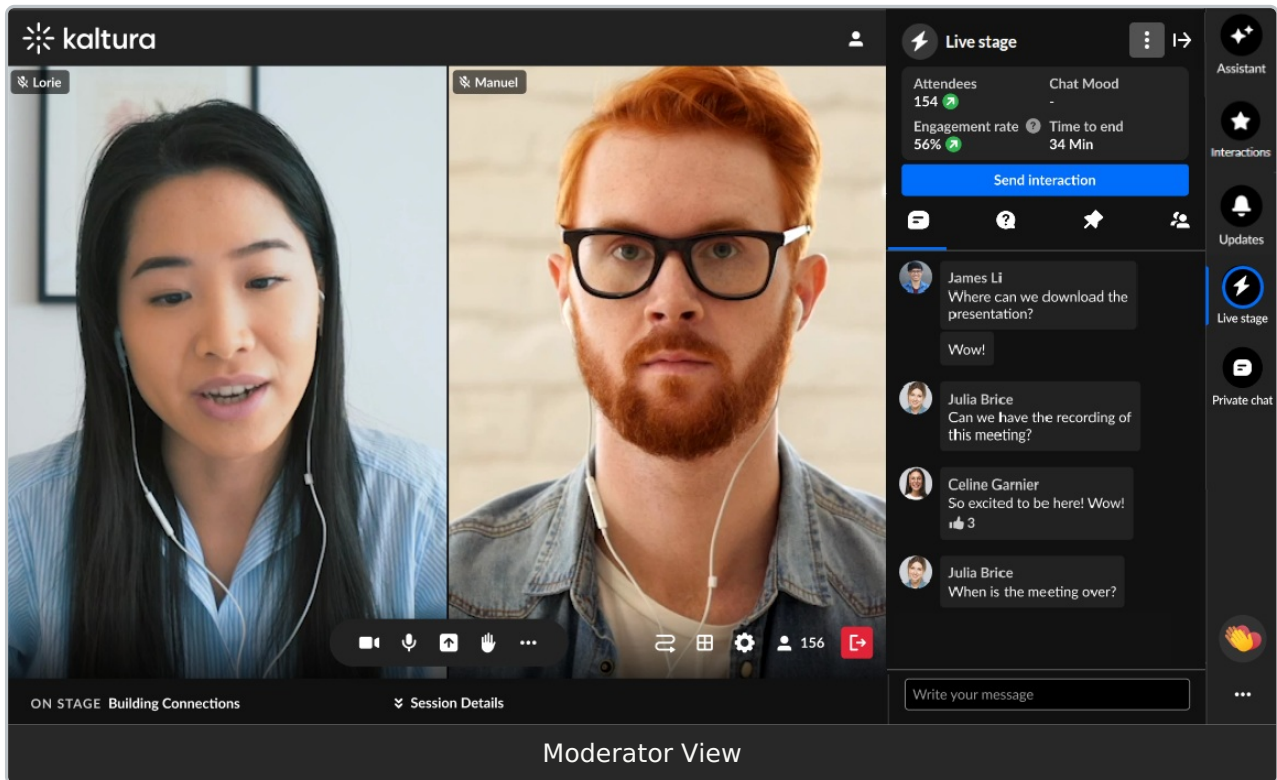 kaltura
Lorie
Manuel
ON STAGE Building Connections
Session Details
156
Live stage
Attendees
154
Chat Mood
-
Engagement rate ?
56%
Time to end
34 Min
Send interaction
?
James Li
Where can we download the
presentation?
Wow!
Julia Brice
Can we have the recording of
this meeting?
Celine Garnier
So excited to be here! Wow!
3
Julia Brice
When is the meeting over?
Write your message
Assistant
Interactions
Updates
Live stage
Private chat
Moderator View